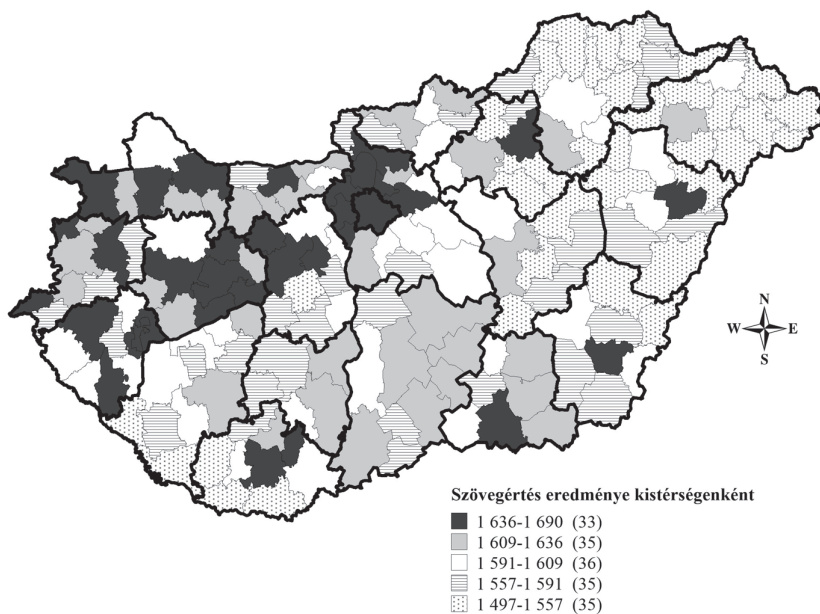 N
W E
S
Szövegértés eredménye kistérségenként
1 636-1 690 (33)
1 609-1 636 (35)
1 591-1 609 (36)
1 557-1 591 (35)
1 497-1 557 (35)